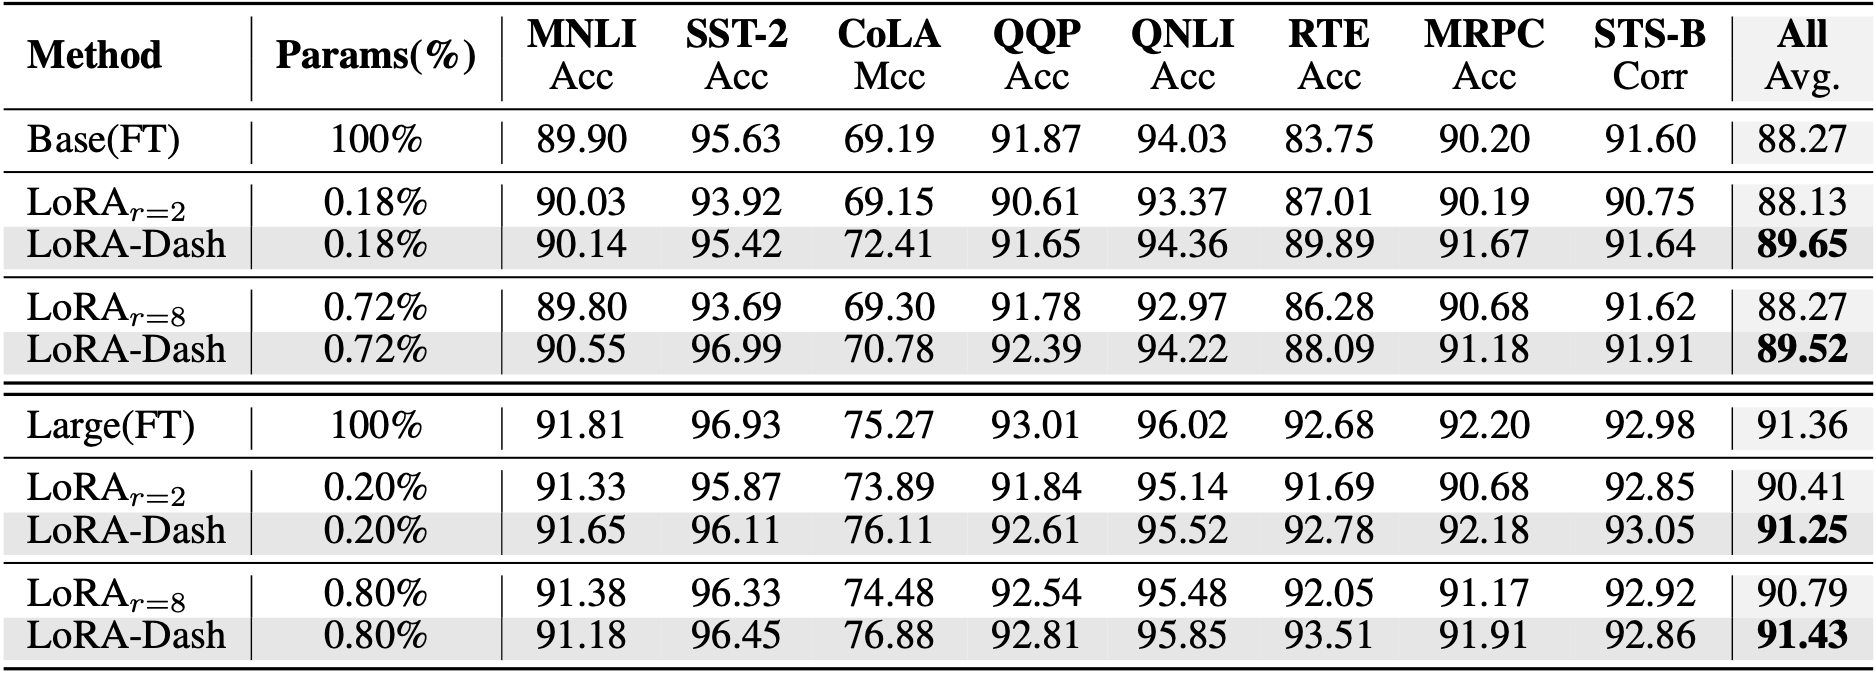 Method Params(%) MNLI SST-2 CoLA QQP QNLI RTE MRPC STS-B All
Acc Acc Mcc Acc Acc Acc Acc Corr Avg.
Base(FT) 100% 89.90 95.63 69.19 91.87 94.03 83.75 90.20 91.60 88.27
LoRA r=2 0.18% 90.03 93.92 69.15 90.61 93.37 87.01 90.19 90.75 88.13
LoRA-Dash 0.18% 90.14 95.42 72.41 91.65 94.36 89.89 91.67 91.64 89.65
LoRA r=8 0.72% 89.80 93.69 69.30 91.78 92.97 86.28 90.68 91.62 88.27
LoRA-Dash 0.72% 90.55 96.99 70.78 92.39 94.22 88.09 91.18 91.91 89.52
Large(FT) 100% 91.81 96.93 75.27 93.01 96.02 92.68 92.20 92.98 91.36
LoRA r=2 0.20% 91.33 95.87 73.89 91.84 95.14 91.69 90.68 92.85 90.41
LoRA-Dash 0.20% 91.65 96.11 76.11 92.61 95.52 92.78 92.18 93.05 91.25
LoRA r=8 0.80% 91.38 96.33 74.48 92.54 95.48 92.05 91.17 92.92 90.79
LoRA-Dash 0.80% 91.18 96.45 76.88 92.81 95.85 93.51 91.91 92.86 91.43